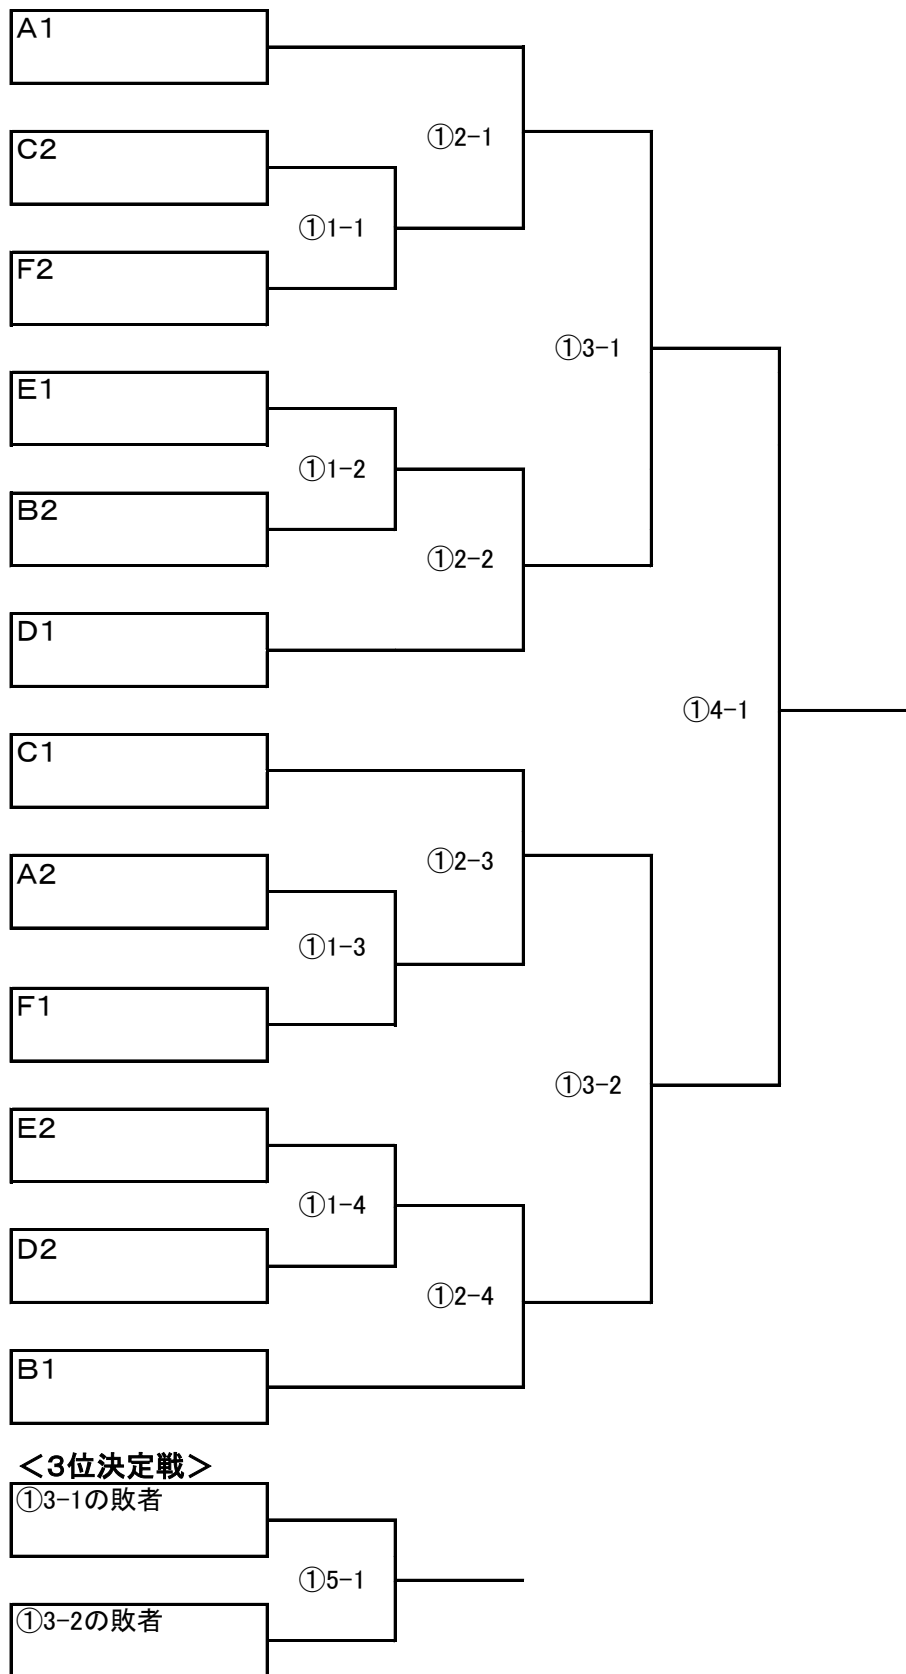 A1
①2-1
C2
①1-1
F2
①3-1
E1
①1-2
B2
①2-2
D1
①4-1
C1
①2-3
A2
①1-3
F1
①3-2
E2
①1-4
D2
①2-4
B1
＜3位決定戦＞
①3-1の敗者
①5-1
①3-2の敗者